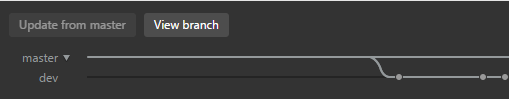 Update from master View branch
master ▼
dev